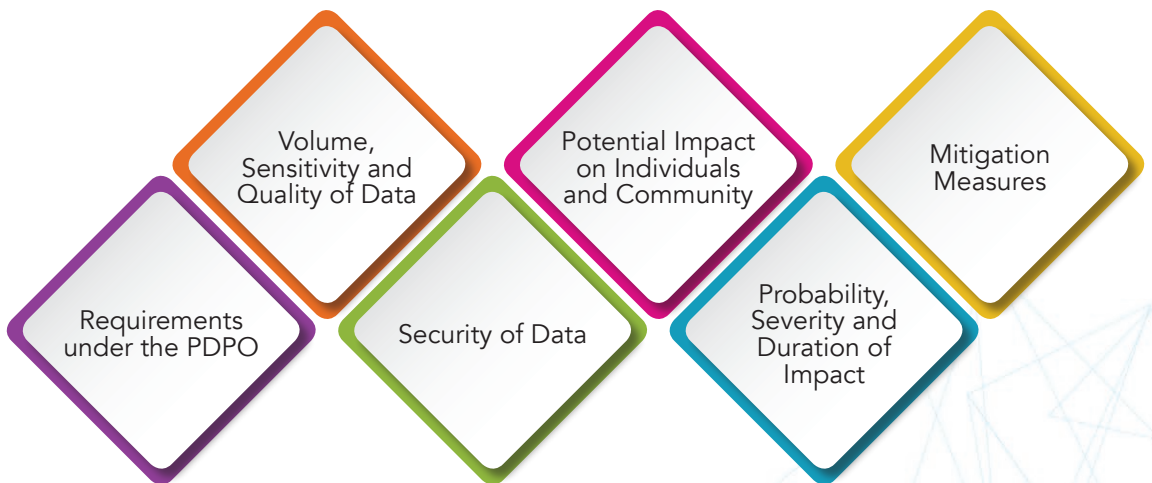 Requirements
under the PDPO
Volume,
Sensitivity and
Quality of Data
Security of Data
Potential Impact
on Individuals
and Community
Probability,
Severity and
Duration of
Impact
Mitigation
Measures